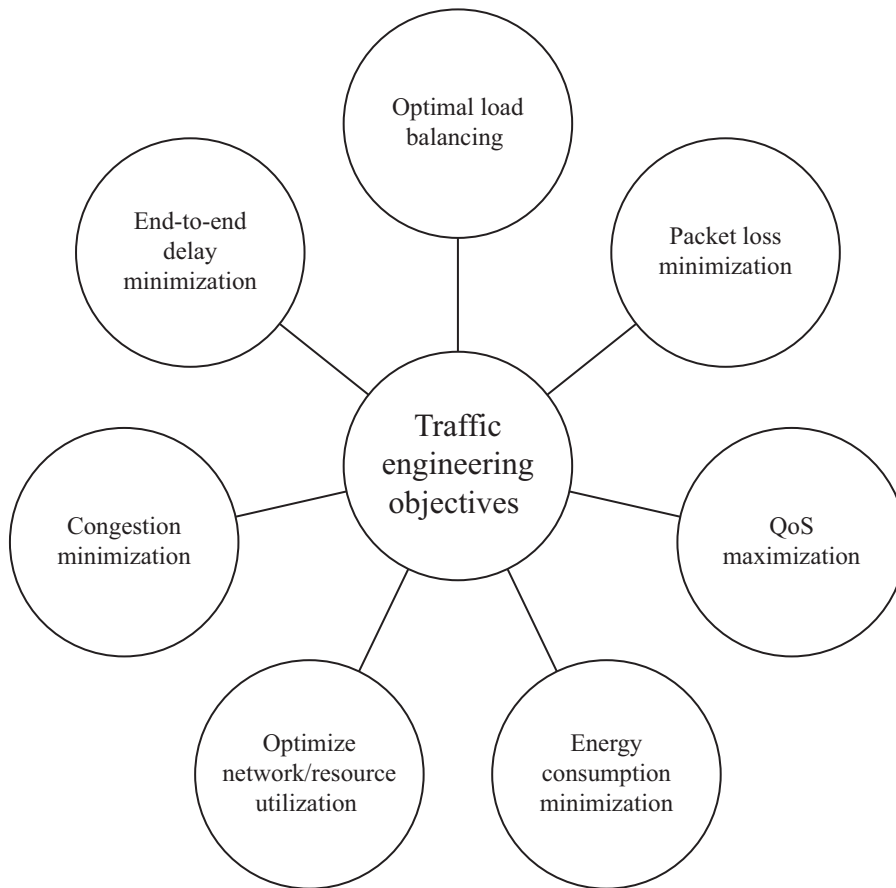 Optimal load
balancing
End-to-end
delay
minimization
Packet loss
minimization
Traffic
engineering
objectives
Congestion
minimization
QoS
maximization
Optimize
network/resource
utilization
Energy
consumption
minimization